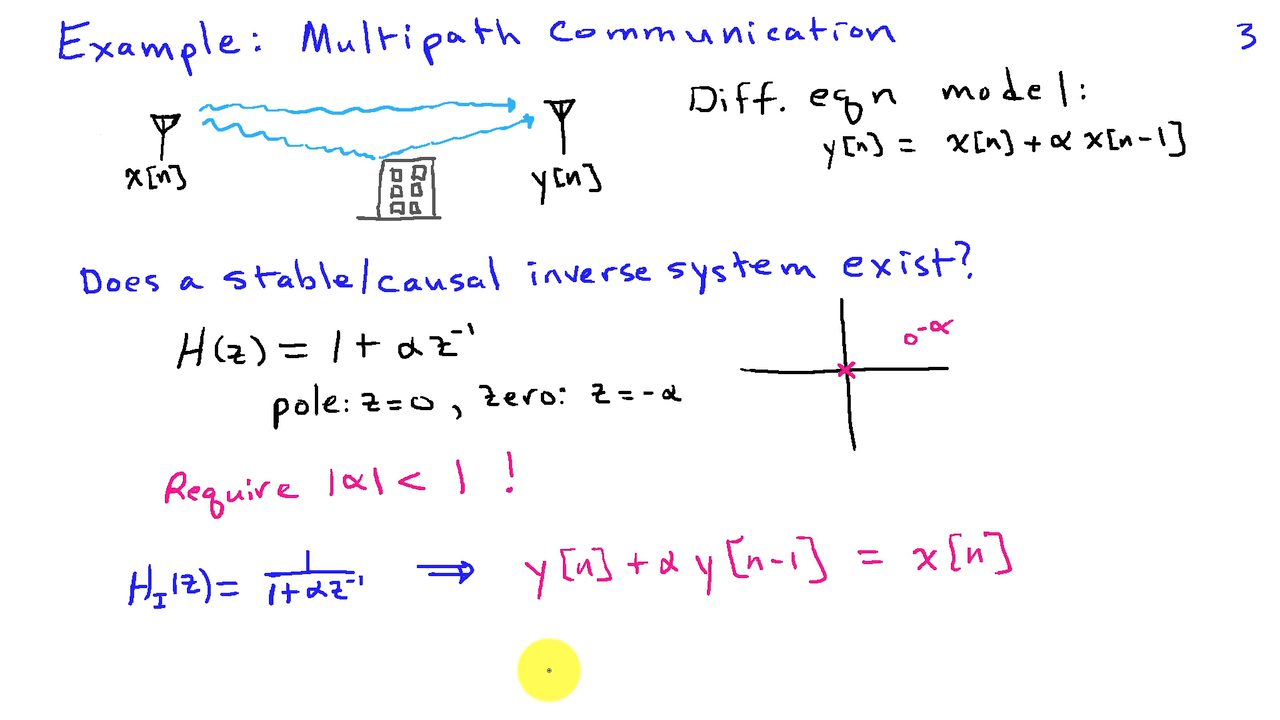 Example: Multipath Communication
3
Diff. eqn model:
y[n] = x[n] + α x[n-1]
x[n]
y[n]
Does a stable/causal inverse system exist?
H(z) = 1 + αz⁻¹
-α
pole: z=0, zero: z=-α
Require |α| < 1 !
H_I(z) = 1/(1+αz⁻¹) ⟹ y[n] + α y[n-1] = x[n]